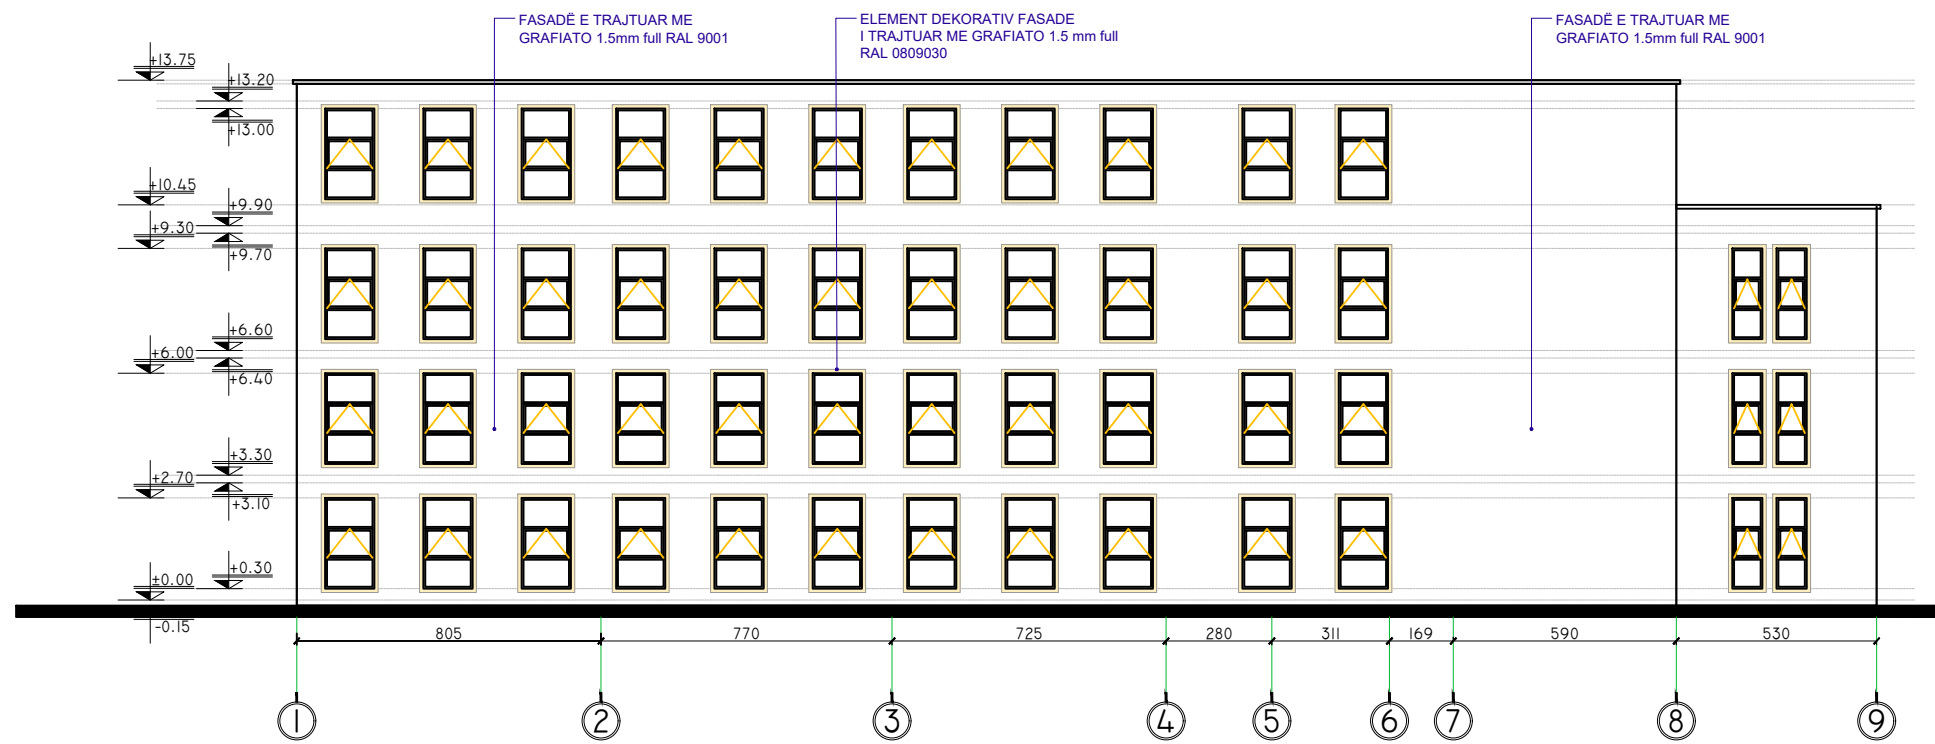 FASADË E TRAJTUAR ME
GRAFIATO 1.5mm full RAL 9001
ELEMENT DEKORATIV FASADE
I TRAJTUAR ME GRAFIATO 1.5 mm full
RAL 0809030
FASADË E TRAJTUAR ME
GRAFIATO 1.5mm full RAL 9001
+13.75
+13.20
+13.00
+10.45
+9.90
+9.30
+9.70
+6.60
+6.00
+6.40
+3.30
+2.70
+3.10
+0.30
±0.00
-0.15
805 770 725 280 311 169 590 530
1 2 3 4 5 6 7 8 9